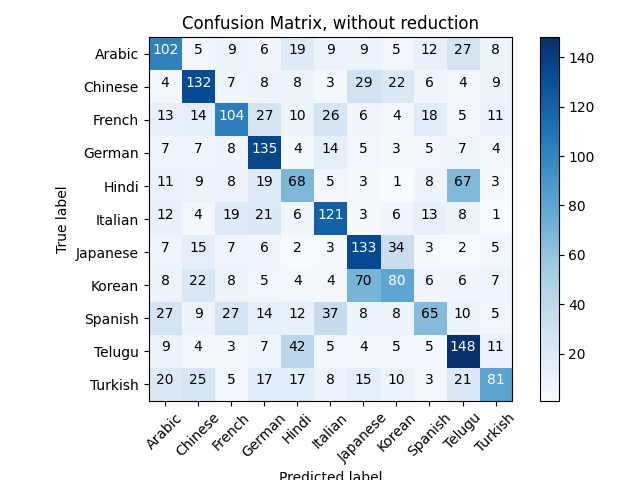 Confusion Matrix, without reduction
Arabic 102 5 9 6 19 9 9 5 12 27 8
Chinese 4 132 7 8 8 3 29 22 6 4 9
French 13 14 104 27 10 26 6 4 18 5 11
German 7 7 8 135 4 14 5 3 5 7 4
Hindi 11 9 8 19 68 5 3 1 8 67 3
Italian 12 4 19 21 6 121 3 6 13 8 1
Japanese 7 15 7 6 2 3 133 34 3 2 5
Korean 8 22 8 5 4 4 70 80 6 6 7
Spanish 27 9 27 14 12 37 8 8 65 10 5
Telugu 9 4 3 7 42 5 4 5 5 148 11
Turkish 20 25 5 17 17 8 15 10 3 21 81
Arabic Chinese French German Hindi Italian Japanese Korean Spanish Telugu Turkish
Predicted label
True label
140
120
100
80
60
40
20